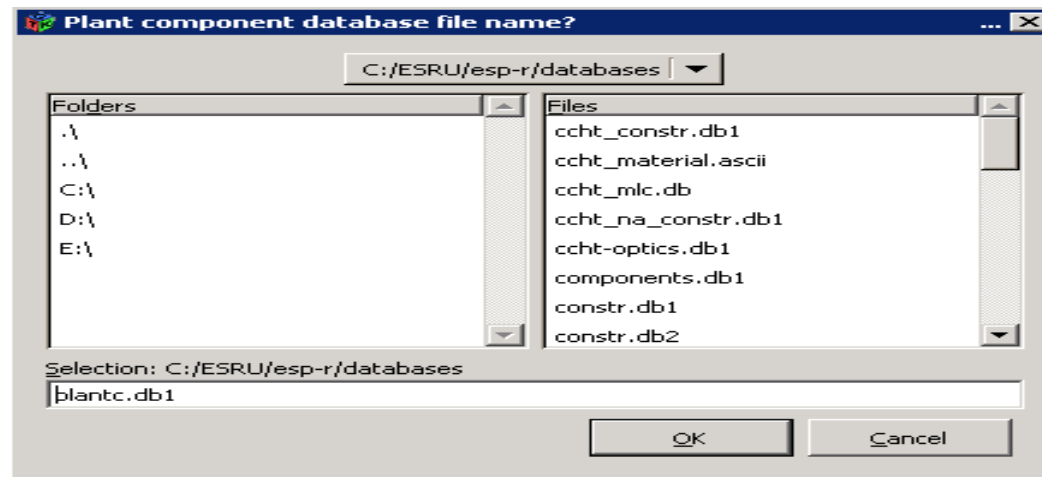 Plant component database file name?
...
C:/ESRU/esp-r/databases
Folders
.\
..\
C:\
D:\
E:\
Files
ccht_constr.db1
ccht_material.ascii
ccht_mlc.db
ccht_na_constr.db1
ccht-optics.db1
components.db1
constr.db1
constr.db2
Selection: C:/ESRU/esp-r/databases
plantc.db1
OK
Cancel